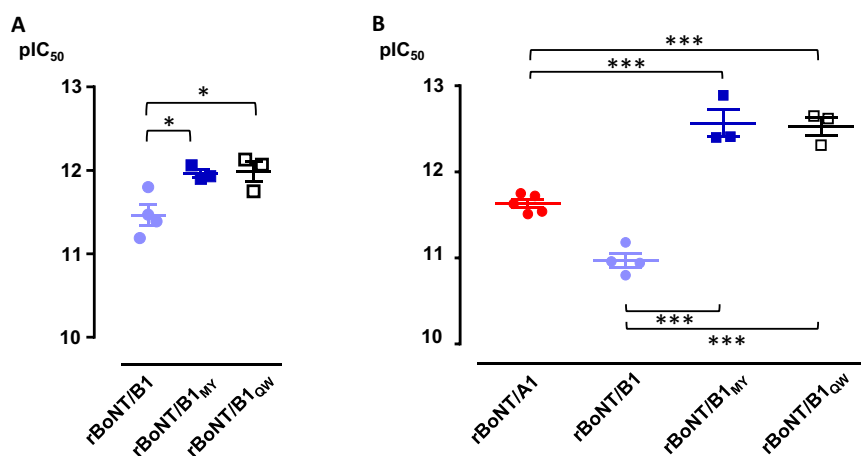 A
pIC50
13
12
11
10
*
*
rBoNT/B1
rBoNT/B1MY
rBoNT/B1QW
B
pIC50
13
12
11
10
***
***
***
***
rBoNT/A1
rBoNT/B1
rBoNT/B1MY
rBoNT/B1QW